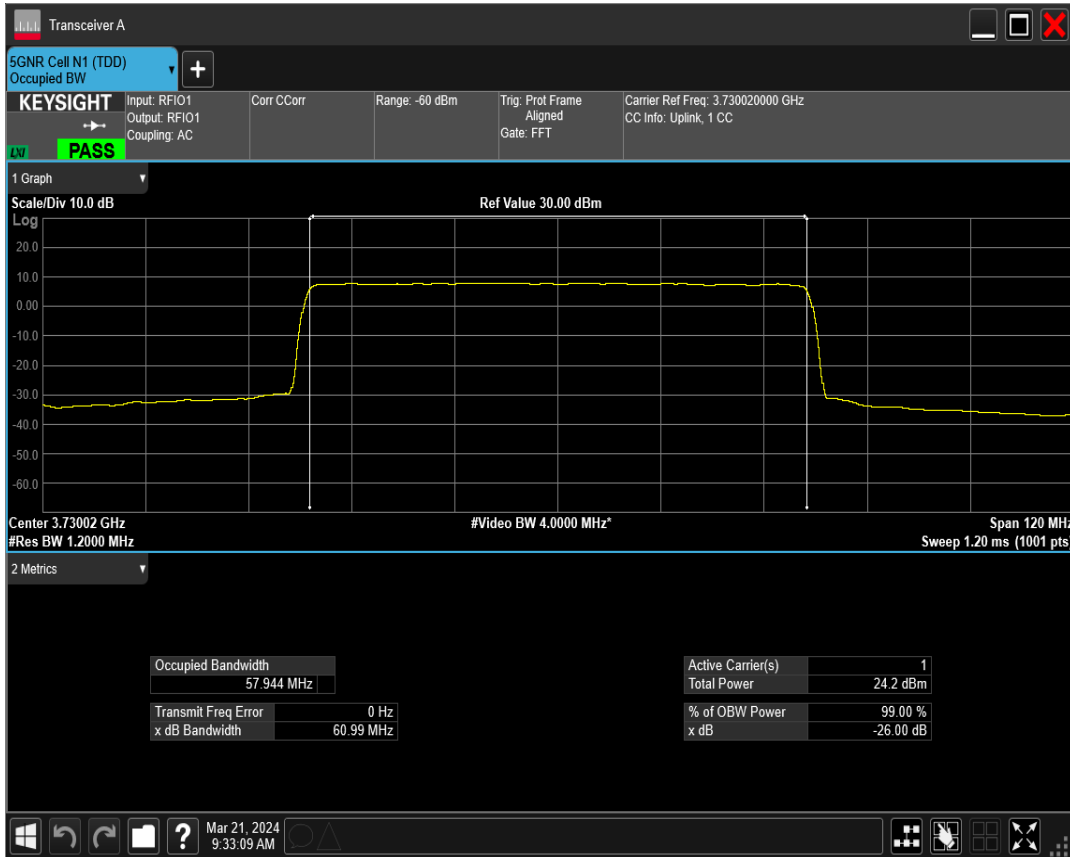 Transceiver A
5GNR Cell N1 (TDD)
Occupied BW
+
KEYSIGHT
LXI
PASS
Input: RFIO1
Output: RFIO1
Coupling: AC
Corr CCorr
Range: -60 dBm
Trig: Prot Frame
Aligned
Gate: FFT
Carrier Ref Freq: 3.730020000 GHz
CC Info: Uplink, 1 CC
1 Graph
Scale/Div 10.0 dB
Ref Value 30.00 dBm
Log
20.0
10.0
0.00
-10.0
-20.0
-30.0
-40.0
-50.0
-60.0
Center 3.73002 GHz
#Video BW 4.0000 MHz*
Span 120 MHz
#Res BW 1.2000 MHz
Sweep 1.20 ms (1001 pts)
2 Metrics
Occupied Bandwidth
57.944 MHz
Transmit Freq Error 0 Hz
x dB Bandwidth 60.99 MHz
Active Carrier(s) 1
Total Power 24.2 dBm
% of OBW Power 99.00 %
x dB -26.00 dB
?
Mar 21, 2024
9:33:09 AM